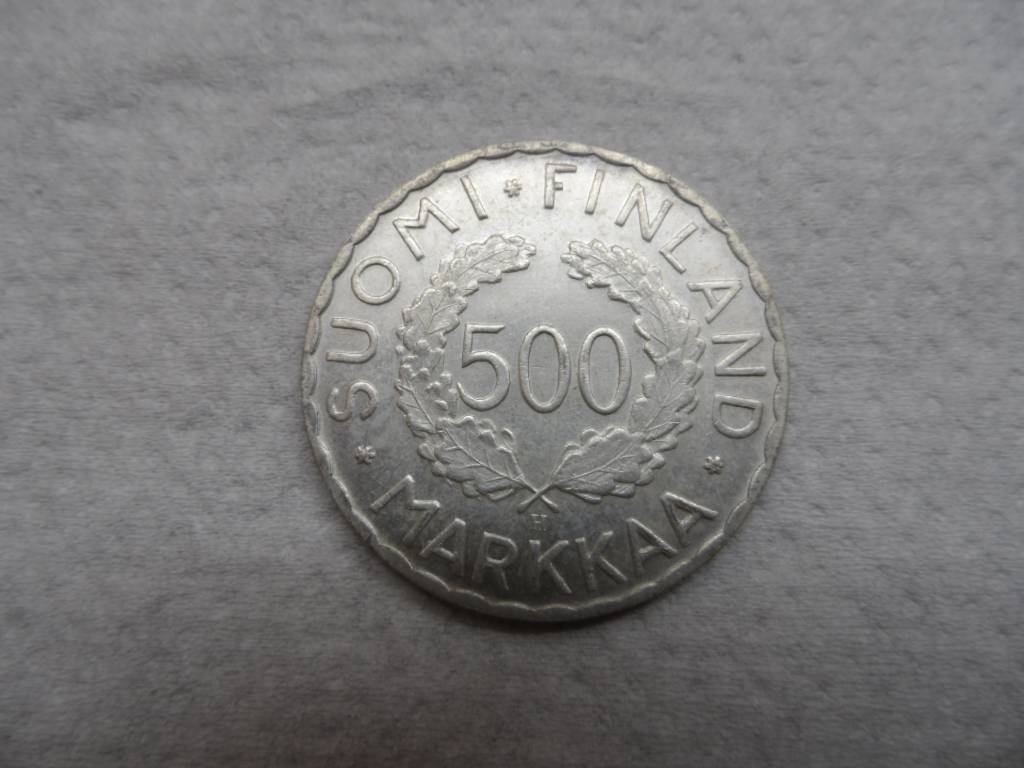 SUOMI * FINLAND
500
H
* MARKKAA *